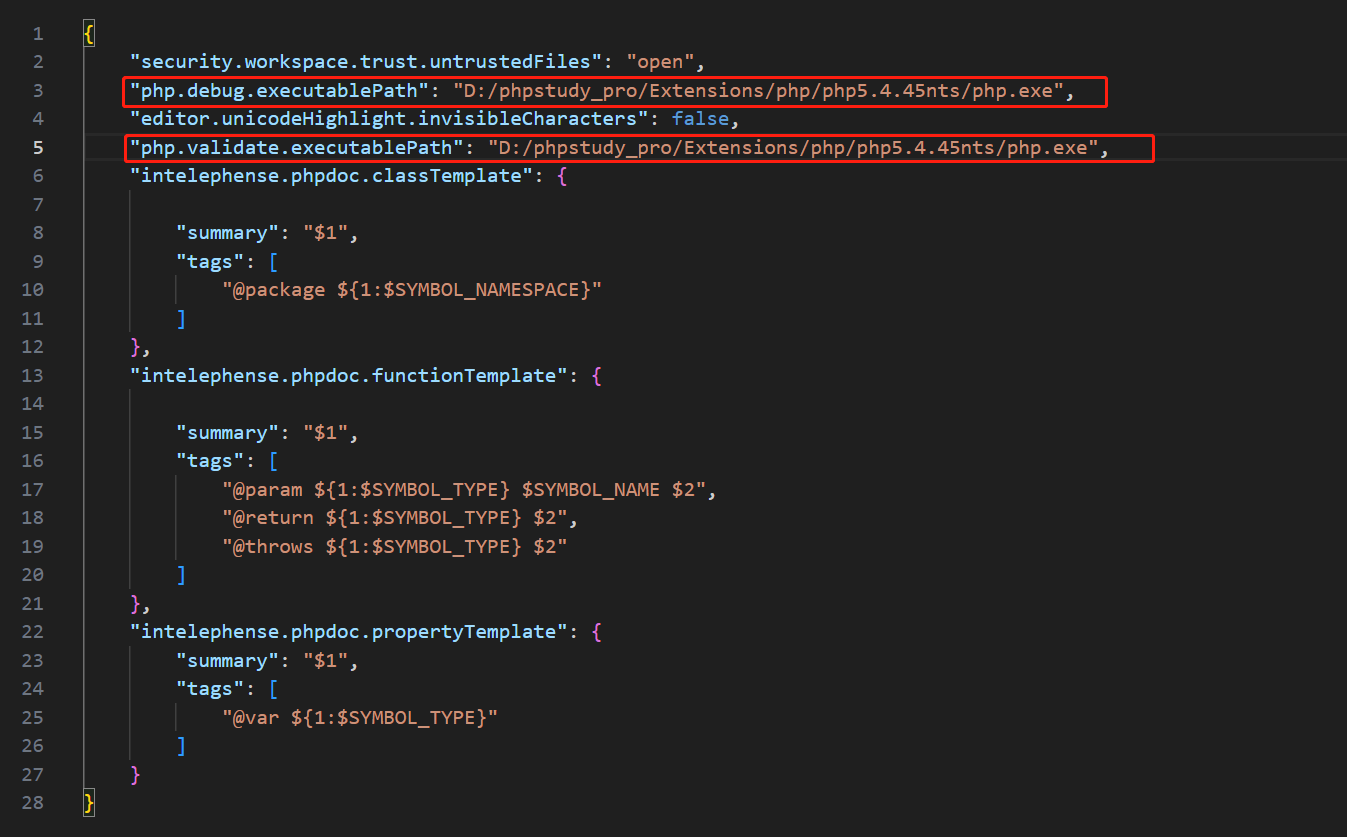 1 {
2     "security.workspace.trust.untrustedFiles": "open",
3     "php.debug.executablePath": "D:/phpstudy_pro/Extensions/php/php5.4.45nts/php.exe",
4     "editor.unicodeHighlight.invisibleCharacters": false,
5     "php.validate.executablePath": "D:/phpstudy_pro/Extensions/php/php5.4.45nts/php.exe",
6     "intelephense.phpdoc.classTemplate": {
7
8         "summary": "$1",
9         "tags": [
10             "@package ${1:$SYMBOL_NAMESPACE}"
11         ]
12     },
13     "intelephense.phpdoc.functionTemplate": {
14
15         "summary": "$1",
16         "tags": [
17             "@param ${1:$SYMBOL_TYPE} $SYMBOL_NAME $2",
18             "@return ${1:$SYMBOL_TYPE} $2",
19             "@throws ${1:$SYMBOL_TYPE} $2"
20         ]
21     },
22     "intelephense.phpdoc.propertyTemplate": {
23         "summary": "$1",
24         "tags": [
25             "@var ${1:$SYMBOL_TYPE}"
26         ]
27     }
28 }